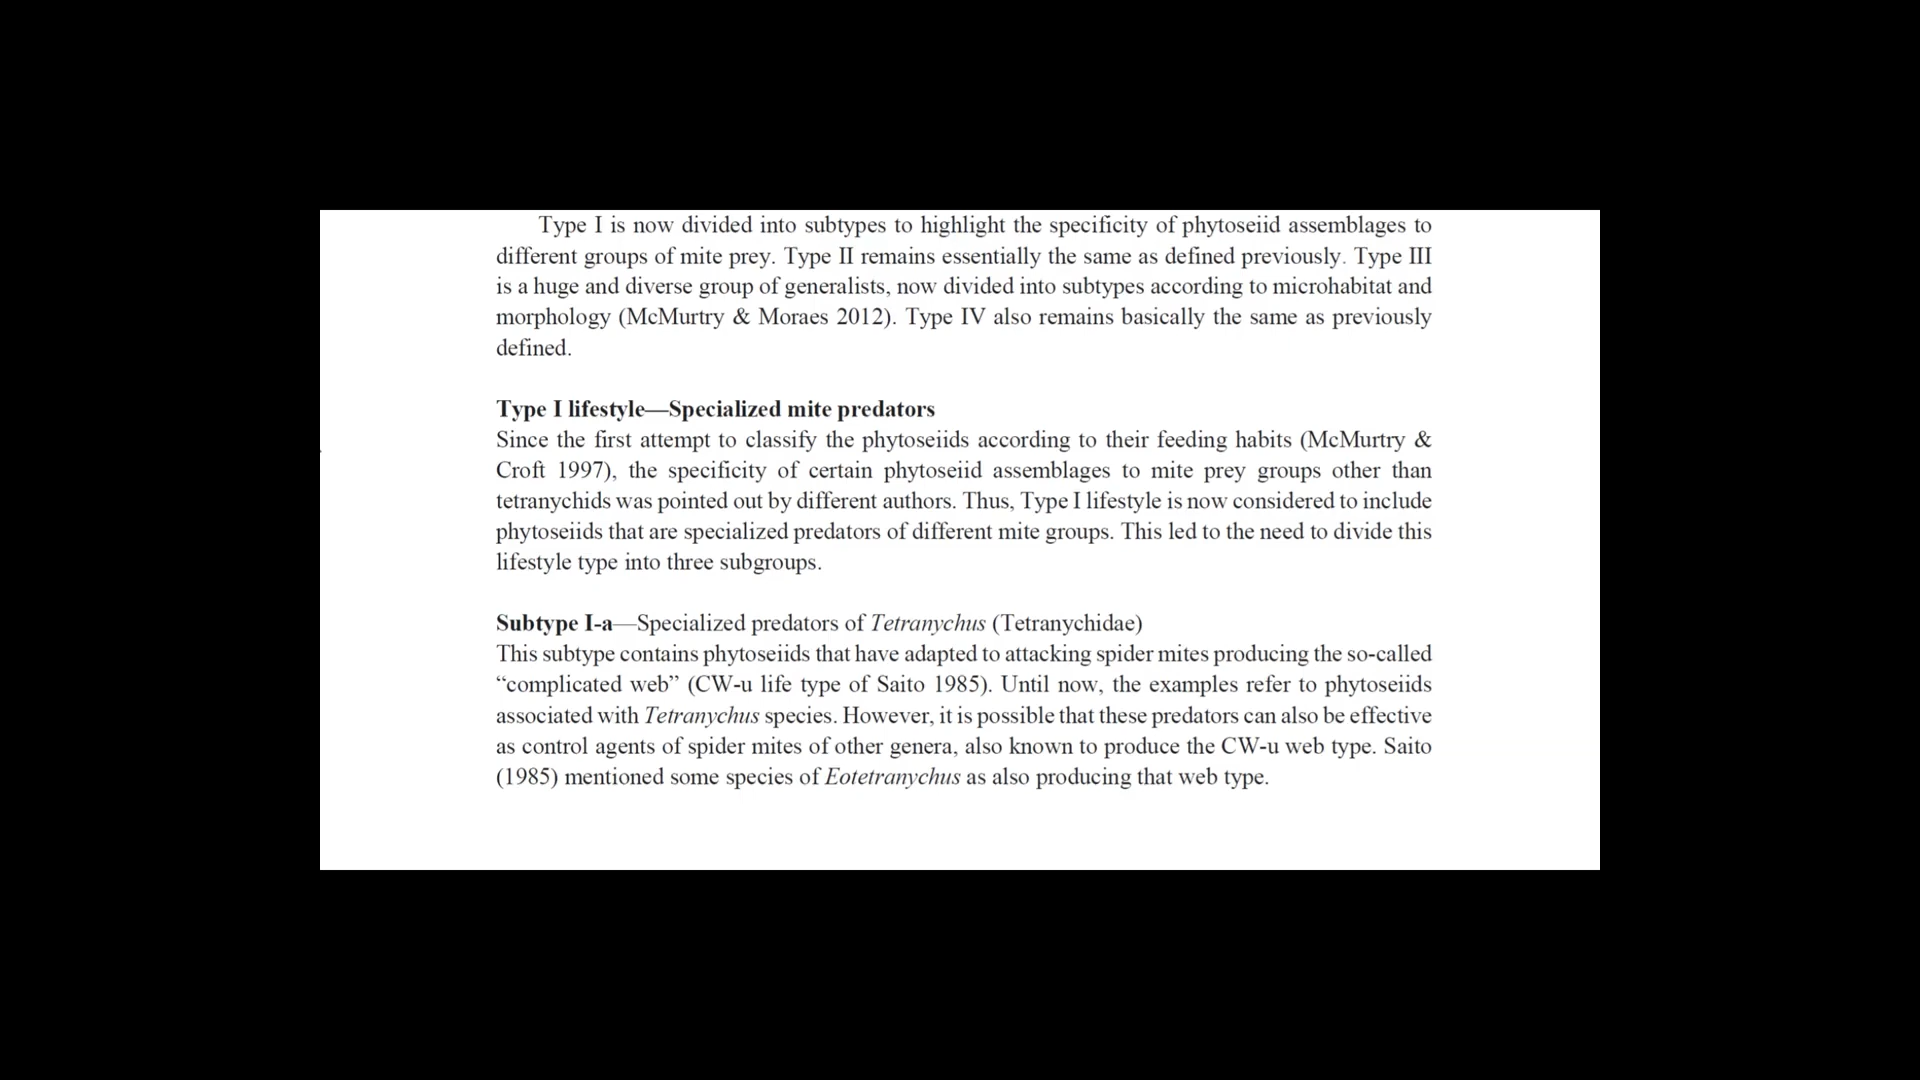 Type I is now divided into subtypes to highlight the specificity of phytoseiid assemblages to
different groups of mite prey. Type II remains essentially the same as defined previously. Type III
is a huge and diverse group of generalists, now divided into subtypes according to microhabitat and
morphology (McMurtry & Moraes 2012). Type IV also remains basically the same as previously
defined.
Type I lifestyle—Specialized mite predators
Since the first attempt to classify the phytoseiids according to their feeding habits (McMurtry &
Croft 1997), the specificity of certain phytoseiid assemblages to mite prey groups other than
tetranychids was pointed out by different authors. Thus, Type I lifestyle is now considered to include
phytoseiids that are specialized predators of different mite groups. This led to the need to divide this
lifestyle type into three subgroups.
Subtype I-a—Specialized predators of Tetranychus (Tetranychidae)
This subtype contains phytoseiids that have adapted to attacking spider mites producing the so-called
“complicated web” (CW-u life type of Saito 1985). Until now, the examples refer to phytoseiids
associated with Tetranychus species. However, it is possible that these predators can also be effective
as control agents of spider mites of other genera, also known to produce the CW-u web type. Saito
(1985) mentioned some species of Eotetranychus as also producing that web type.